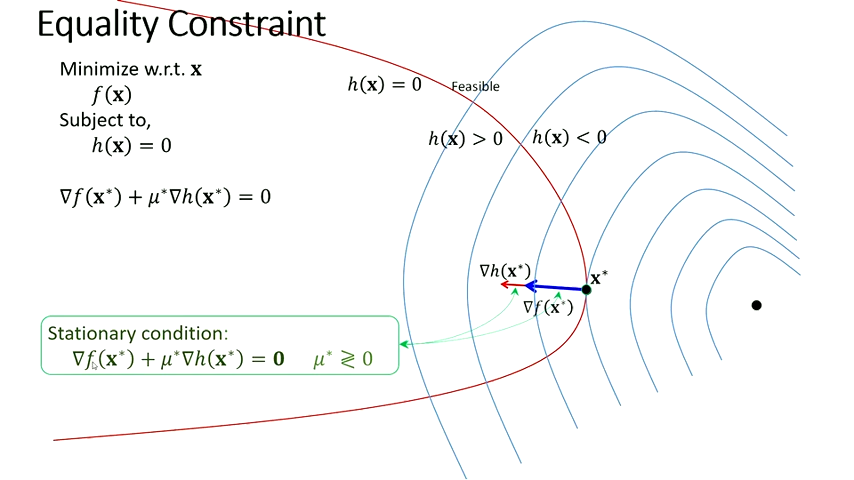 Equality Constraint
Minimize w.r.t. 𝐱
f(𝐱)
Subject to,
h(𝐱) = 0
∇f(𝐱*) + μ*∇h(𝐱*) = 0
h(𝐱) = 0 Feasible
h(𝐱) > 0 h(𝐱) < 0
∇h(𝐱*)
𝐱*
∇f(𝐱*)
Stationary condition:
∇f(𝐱*) + μ*∇h(𝐱*) = 𝟎 μ* ≷ 0